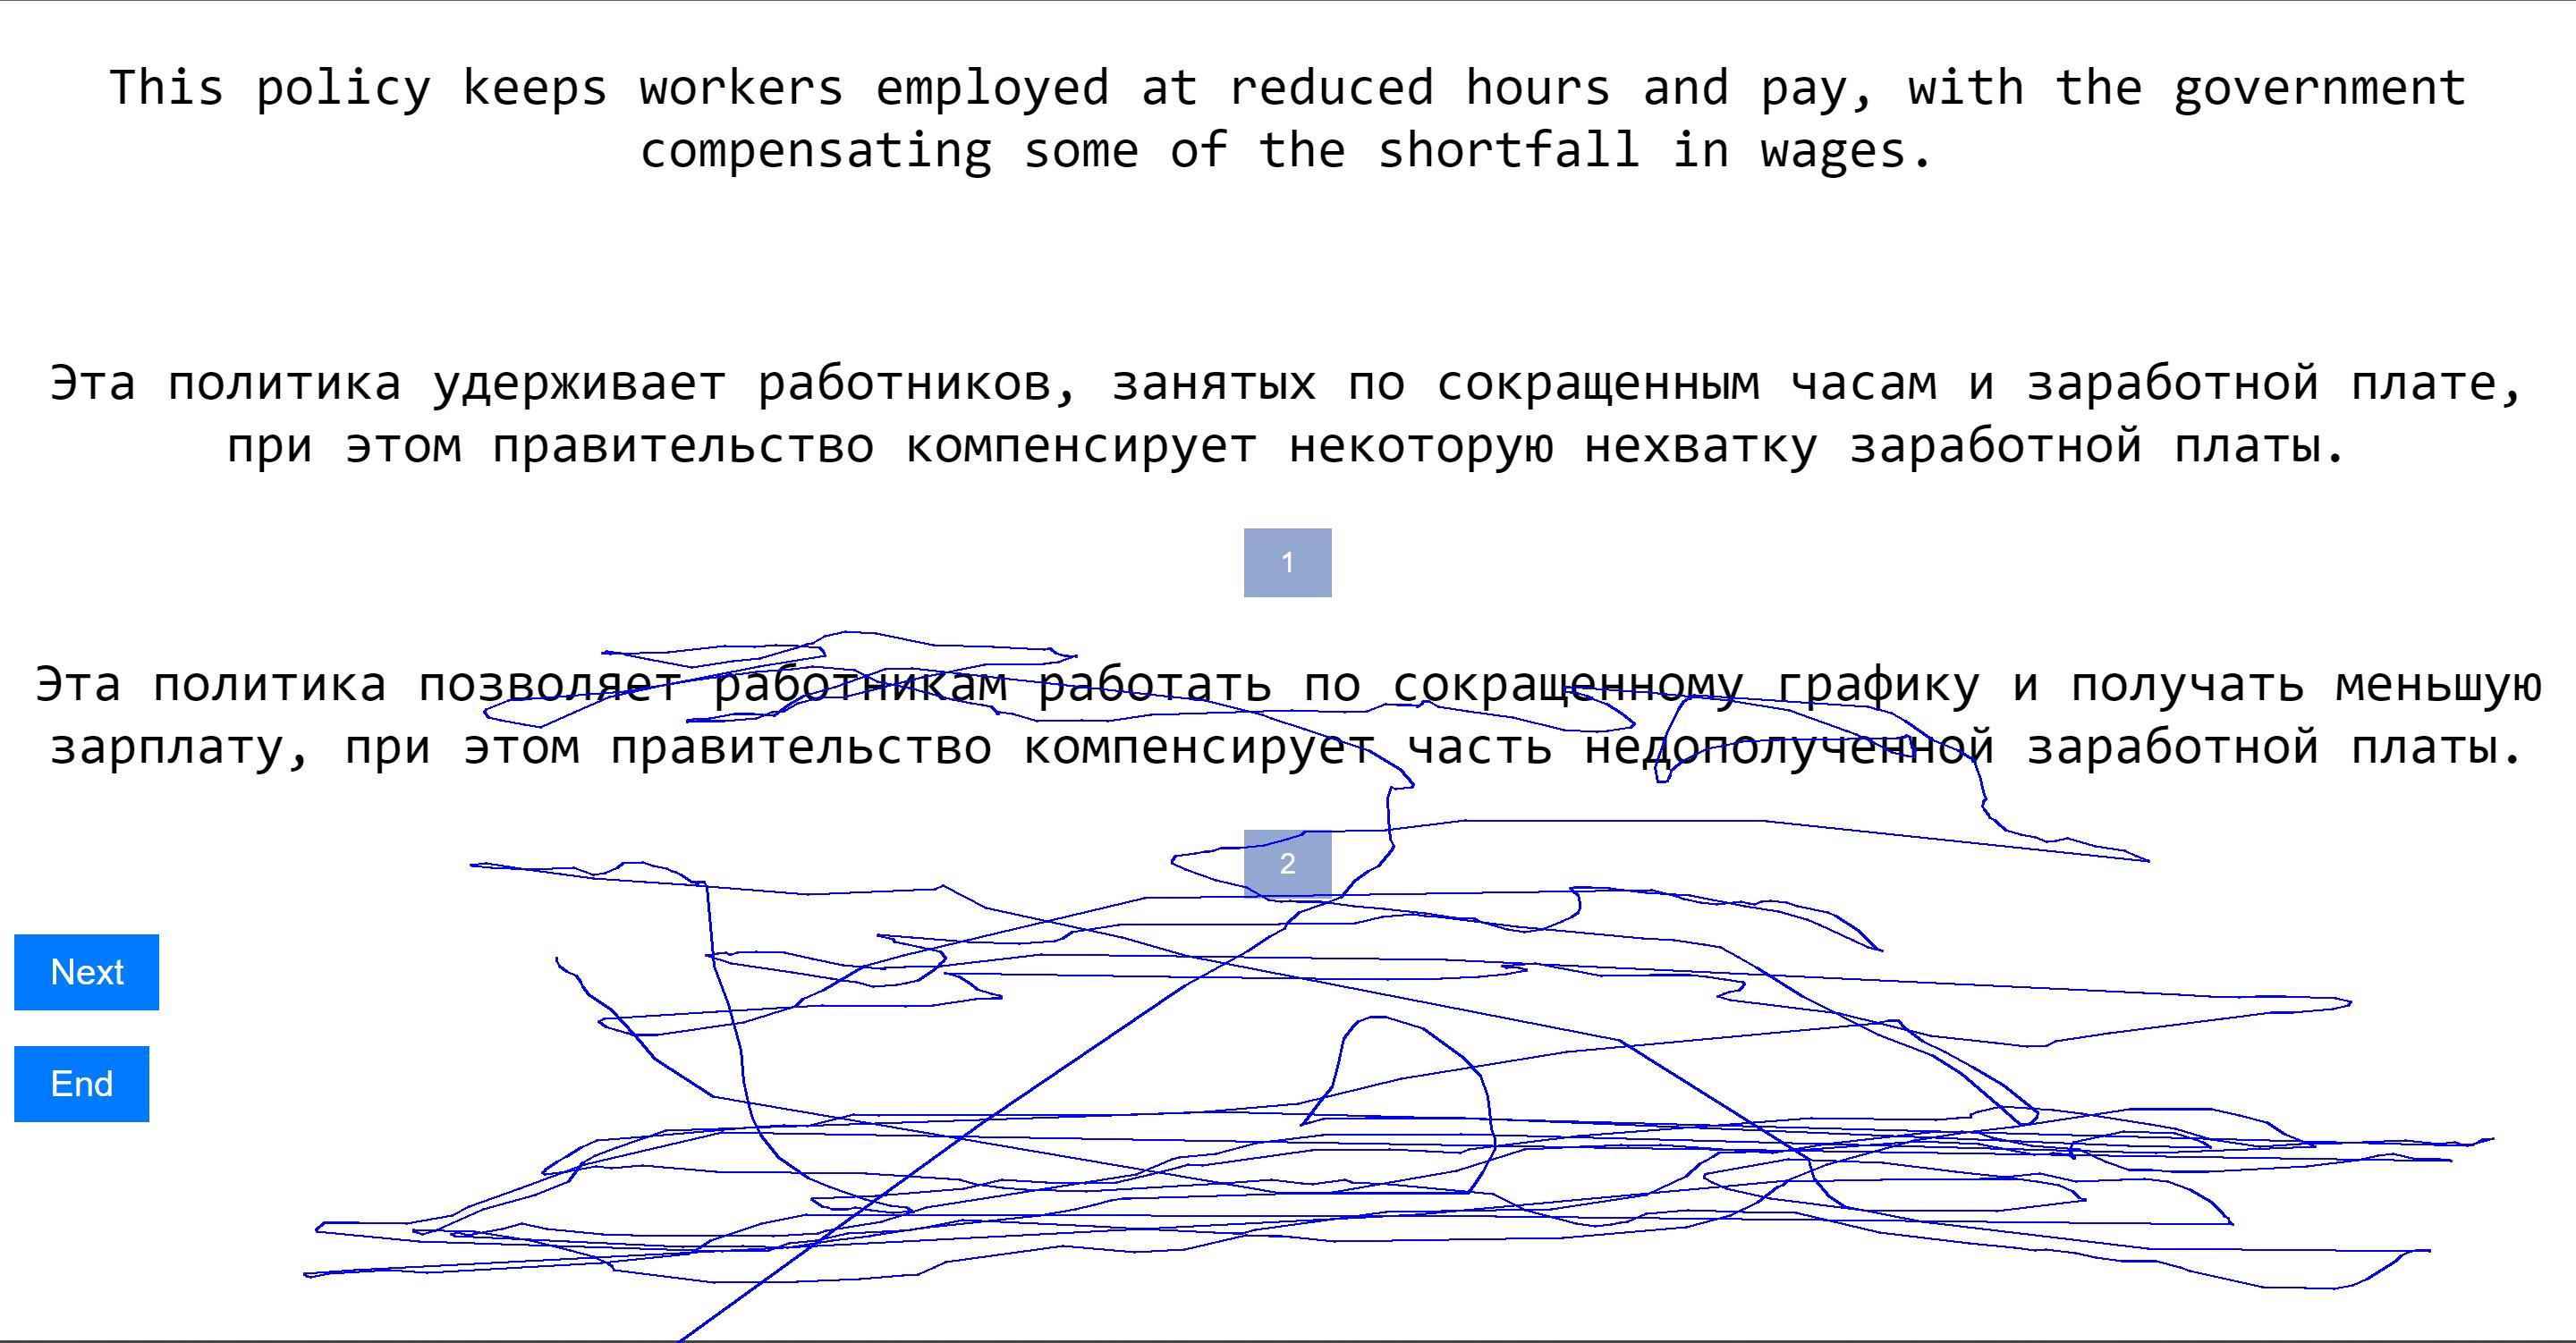 This policy keeps workers employed at reduced hours and pay, with the government
compensating some of the shortfall in wages.
Эта политика удерживает работников, занятых по сокращенным часам и заработной плате,
при этом правительство компенсирует некоторую нехватку заработной платы.
1
Эта политика позволяет работникам работать по сокращенному графику и получать меньшую
зарплату, при этом правительство компенсирует часть недополученной заработной платы.
2
Next
End